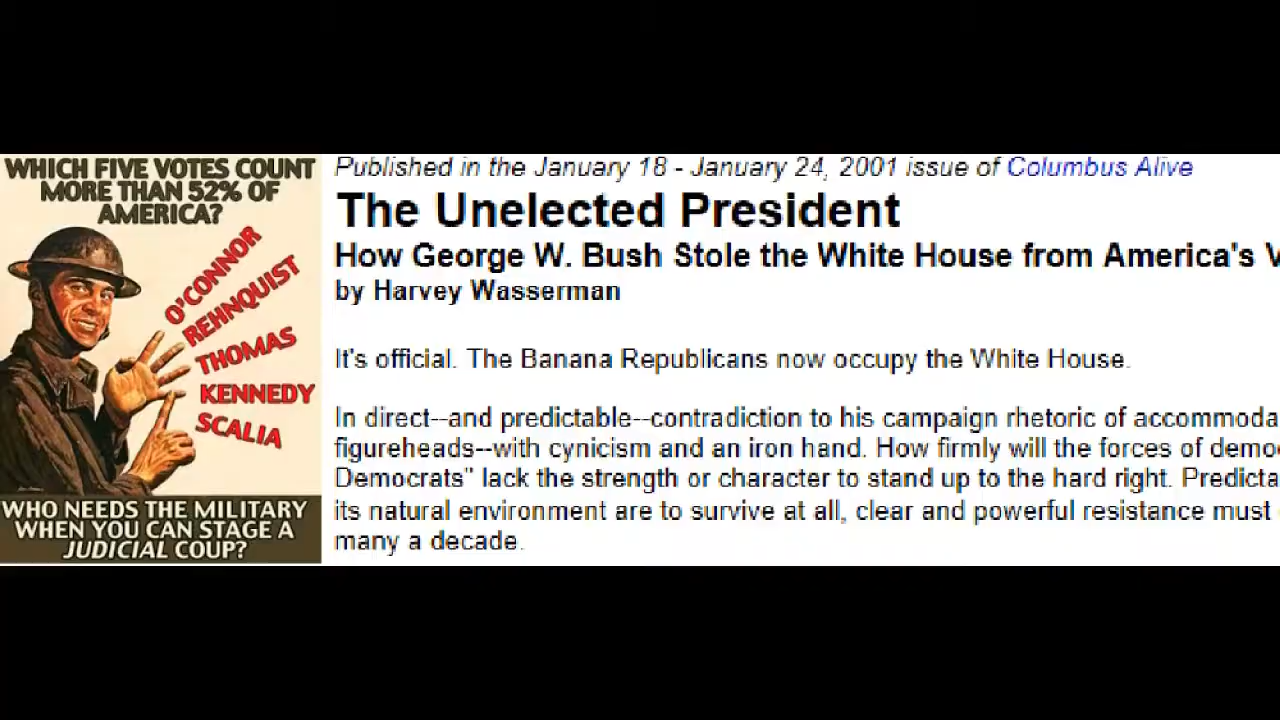 WHICH FIVE VOTES COUNT
MORE THAN 52% OF
AMERICA?
O'CONNOR
REHNQUIST
THOMAS
KENNEDY
SCALIA
WHO NEEDS THE MILITARY
WHEN YOU CAN STAGE A
JUDICIAL COUP?
Published in the January 18 - January 24, 2001 issue of Columbus Alive
The Unelected President
How George W. Bush Stole the White House from America's V
by Harvey Wasserman
It's official. The Banana Republicans now occupy the White House.
In direct--and predictable--contradiction to his campaign rhetoric of accommoda
figureheads--with cynicism and an iron hand. How firmly will the forces of demo
Democrats" lack the strength or character to stand up to the hard right. Predicta
its natural environment are to survive at all, clear and powerful resistance must
many a decade.